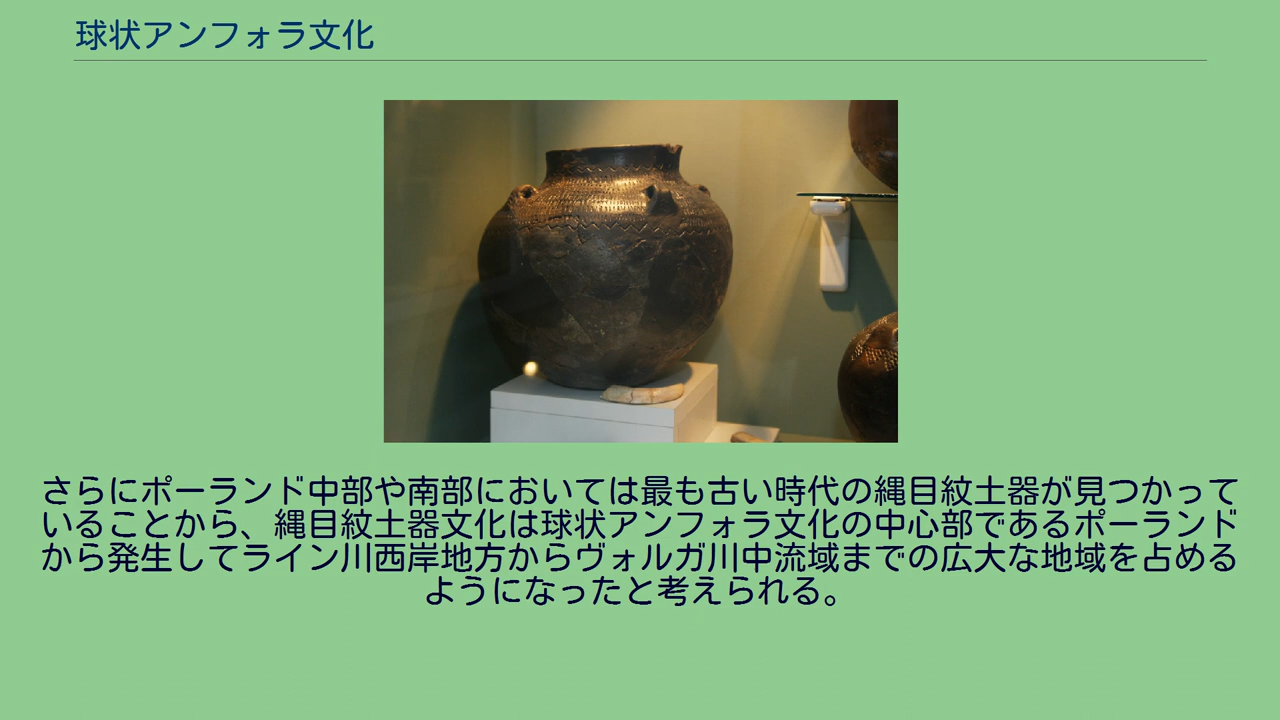 球状アンフォラ文化
さらにポーランド中部や南部においては最も古い時代の縄目紋土器が見つかって
いることから、縄目紋土器文化は球状アンフォラ文化の中心部であるポーランド
から発生してライン川西岸地方からヴォルガ川中流域までの広大な地域を占める
ようになったと考えられる。